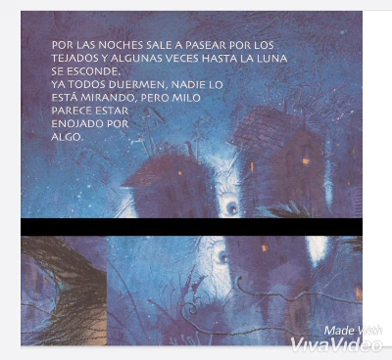 POR LAS NOCHES SALE A PASEAR POR LOS
TEJADOS Y ALGUNAS VECES HASTA LA LUNA
SE ESCONDE.
YA TODOS DUERMEN, NADIE LO
ESTÁ MIRANDO, PERO MILO
PARECE ESTAR
ENOJADO POR
ALGO.
Made With
VivaVideo